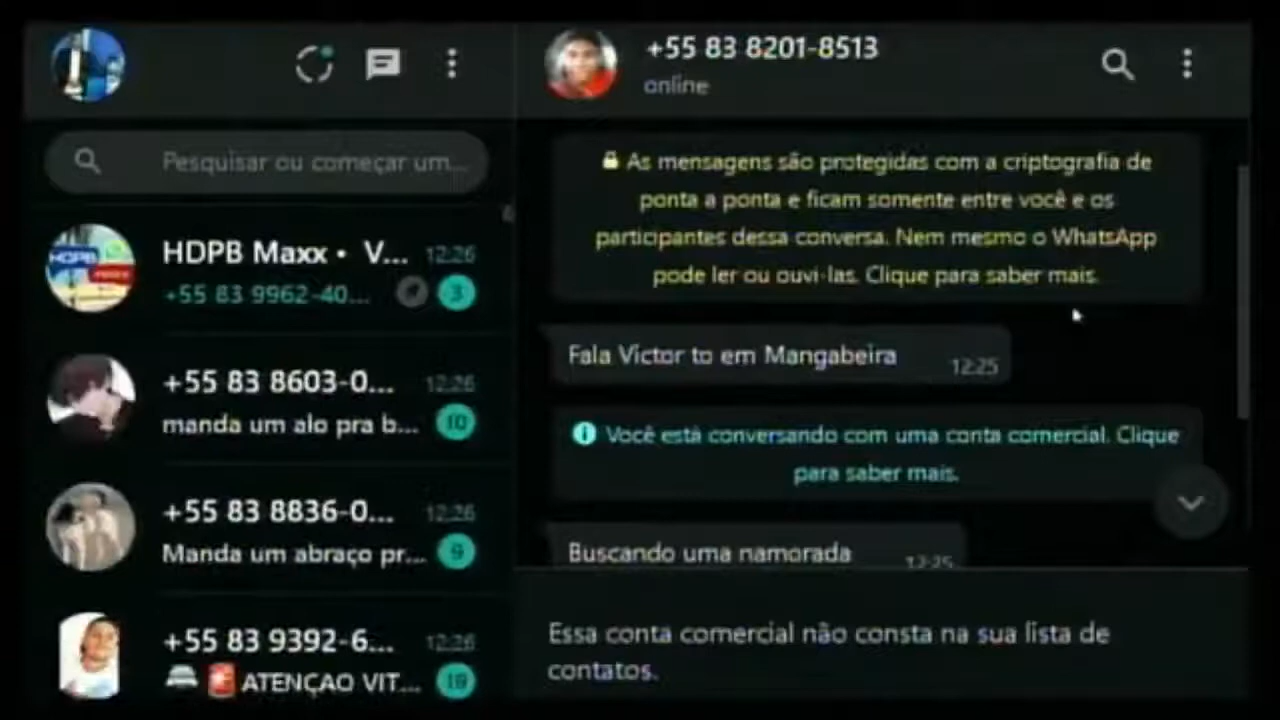 Pesquisar ou começar um...
HDPB Maxx • V... 12:26
+55 83 9962-40... 3
+55 83 8603-0... 12:26
manda um alo pra b... 10
+55 83 8836-0... 12:26
Manda um abraço pr... 9
+55 83 9392-6... 12:26
ATENÇAO VIT...
+55 83 8201-8513
online
As mensagens são protegidas com a criptografia de
ponta a ponta e ficam somente entre você e os
participantes dessa conversa. Nem mesmo o WhatsApp
pode ler ou ouvi-las. Clique para saber mais.
Fala Victor to em Mangabeira 12:25
Você está conversando com uma conta comercial. Clique
para saber mais.
Buscando uma namorada 12:25
Essa conta comercial não consta na sua lista de
contatos.